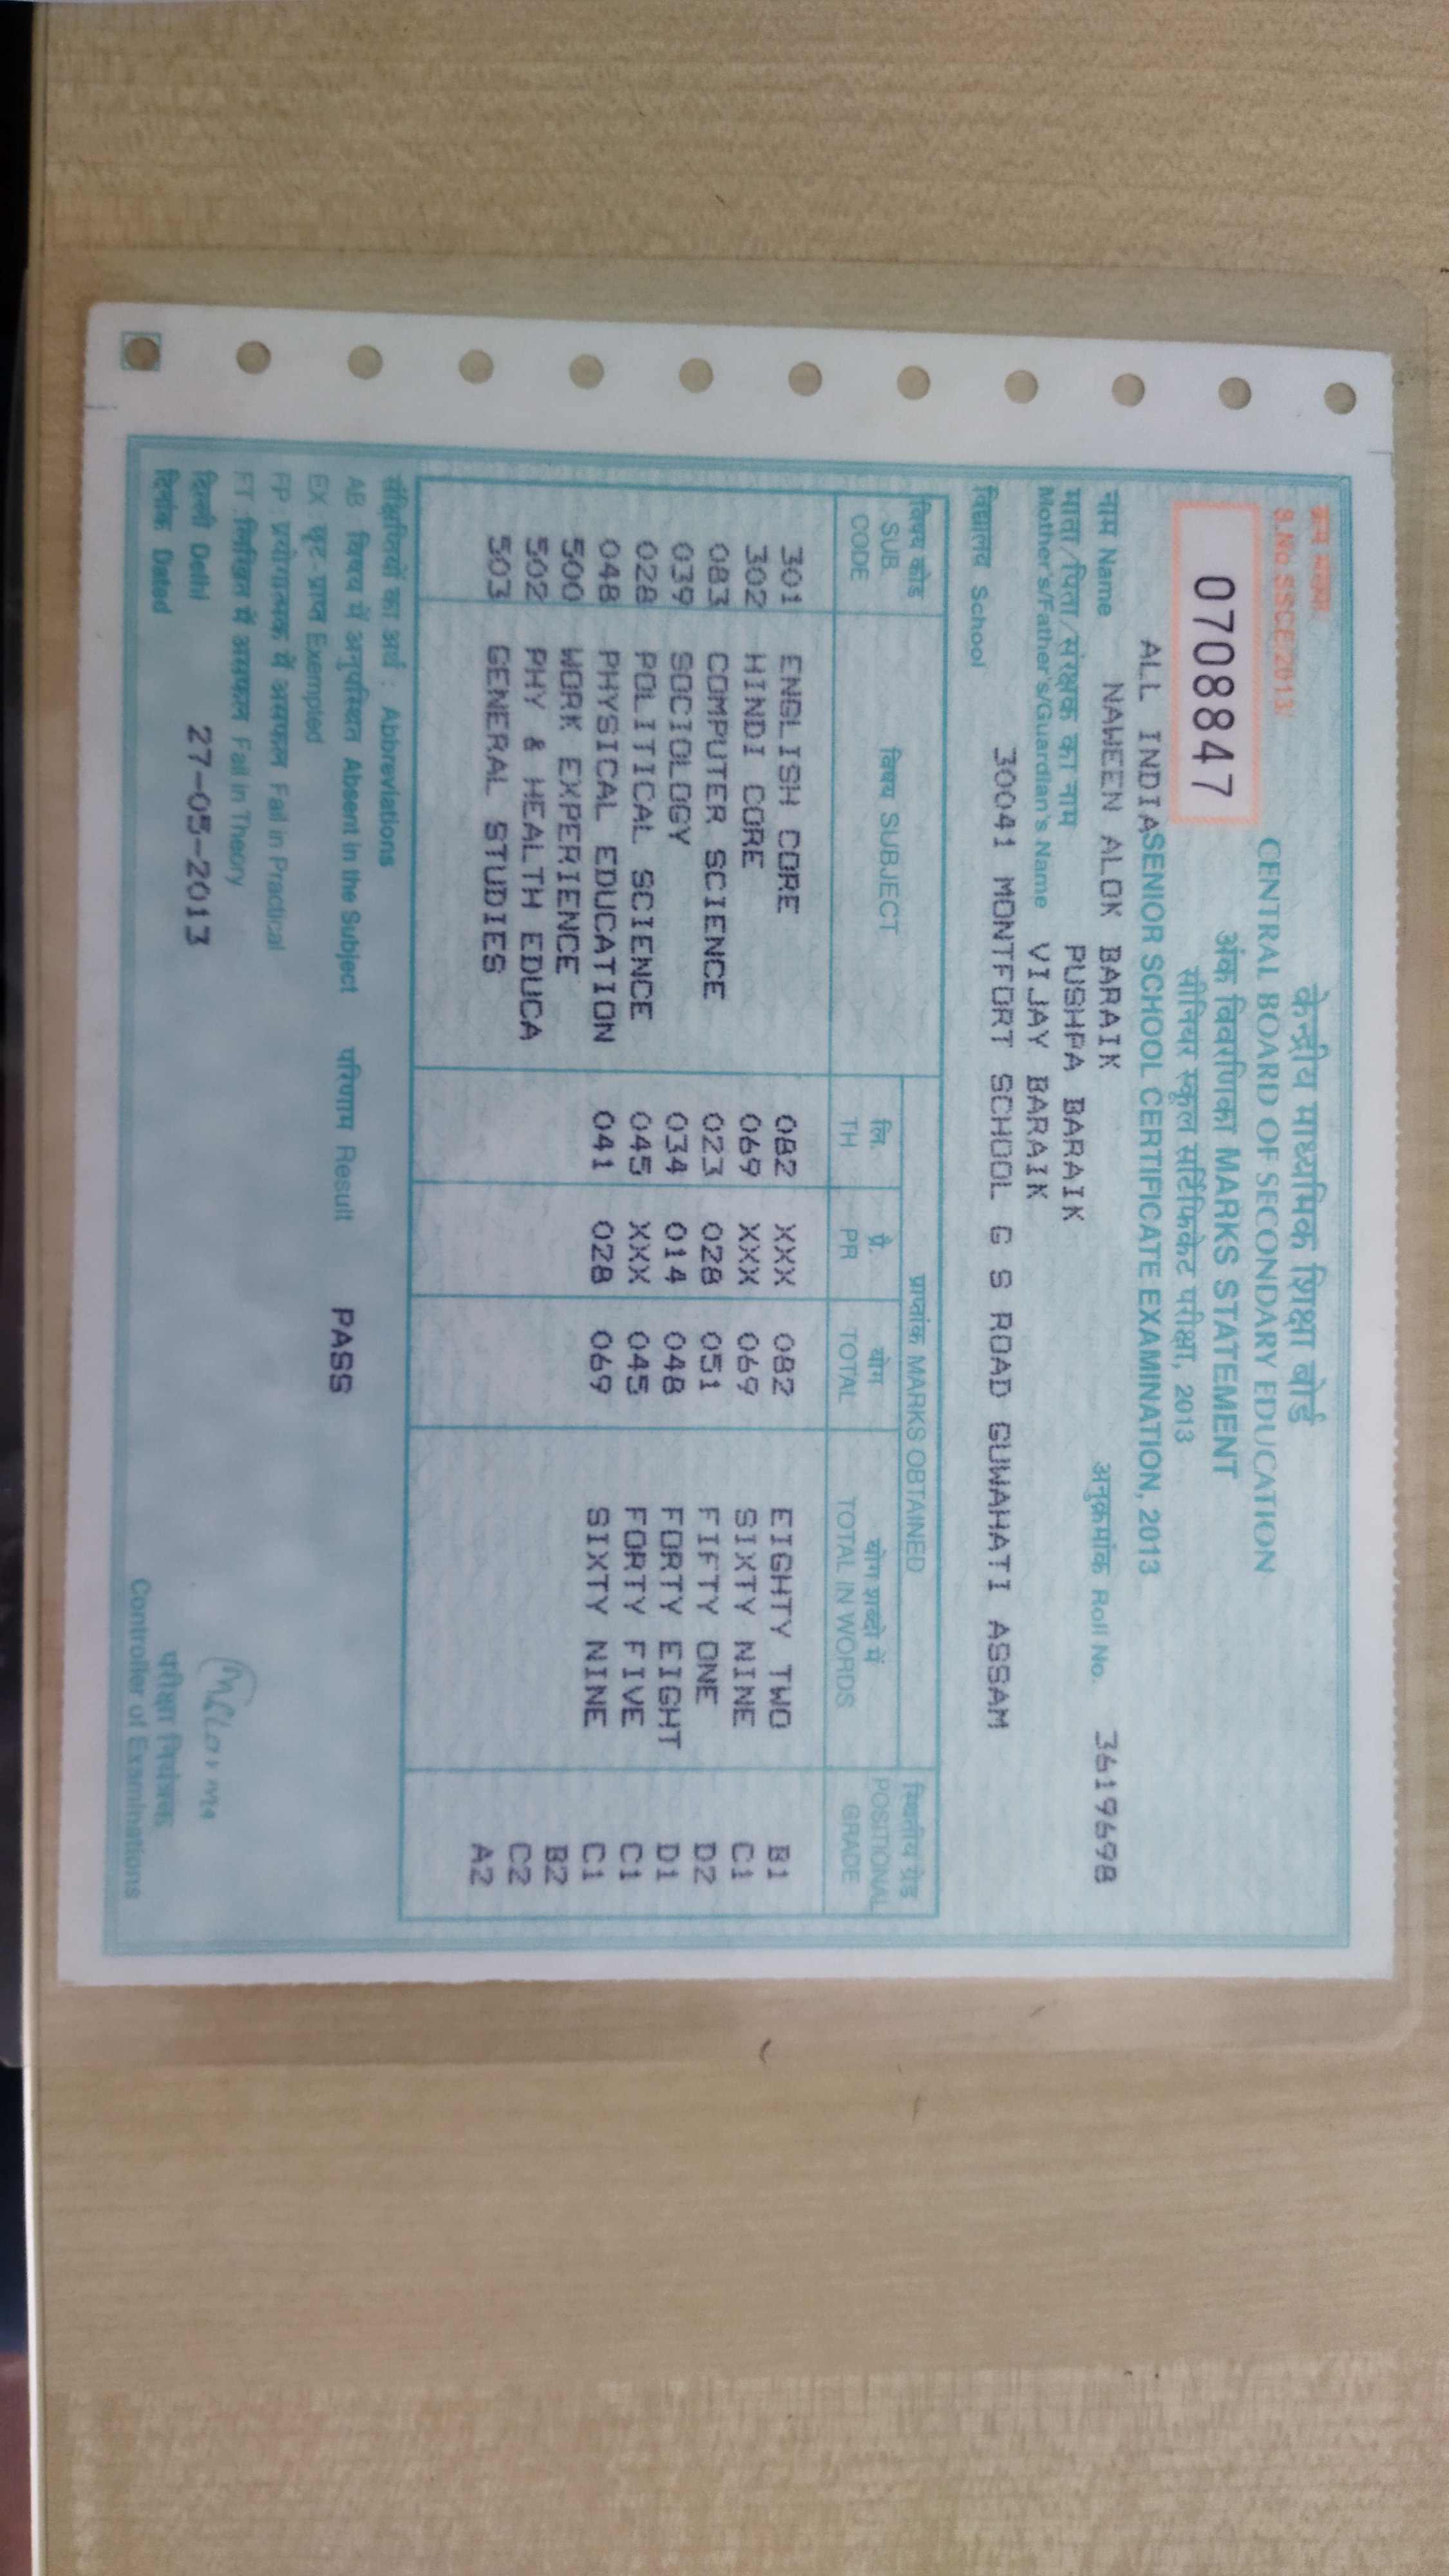 क्रम संख्या
S.No.SSCE/2013/
0708847
केन्द्रीय माध्यमिक शिक्षा बोर्ड
CENTRAL BOARD OF SECONDARY EDUCATION
अंक विवरणिका MARKS STATEMENT
सीनियर स्कूल सर्टिफिकेट परीक्षा, 2013
ALL INDIA SENIOR SCHOOL CERTIFICATE EXAMINATION, 2013
नाम Name NAWEEN ALOK BARAIK अनुक्रमांक Roll No. 3619698
माता/पिता/संरक्षक का नाम PUSHPA BARAIK
Mother's/Father's/Guardian's Name VIJAY BARAIK
विद्यालय School 30041 MONTFORT SCHOOL G S ROAD GUWAHATI ASSAM
विषय कोड SUB. CODE विषय SUBJECT प्राप्तांक MARKS OBTAINED स्थितीय ग्रेड POSITIONAL GRADE
लि. TH प्रै. PR योग TOTAL योग शब्दों में TOTAL IN WORDS
301 ENGLISH CORE 082 XXX 082 EIGHTY TWO B1
302 HINDI CORE 069 XXX 069 SIXTY NINE C1
083 COMPUTER SCIENCE 023 028 051 FIFTY ONE D2
039 SOCIOLOGY 034 014 048 FORTY EIGHT D1
028 POLITICAL SCIENCE 045 XXX 045 FORTY FIVE C1
048 PHYSICAL EDUCATION 041 028 069 SIXTY NINE C1
500 WORK EXPERIENCE B2
502 PHY & HEALTH EDUCA C2
503 GENERAL STUDIES A2
संक्षिप्तियों का अर्थ : Abbreviations
AB विषय में अनुपस्थित Absent in the Subject परिणाम Result PASS
EX छूट-प्राप्त Exempted
FP : प्रयोगात्मक में असफल Fail in Practical
FT : लिखित में असफल Fail in Theory
दिल्ली Delhi
दिनांक Dated 27-05-2013
परीक्षा नियंत्रक
Controller of Examinations